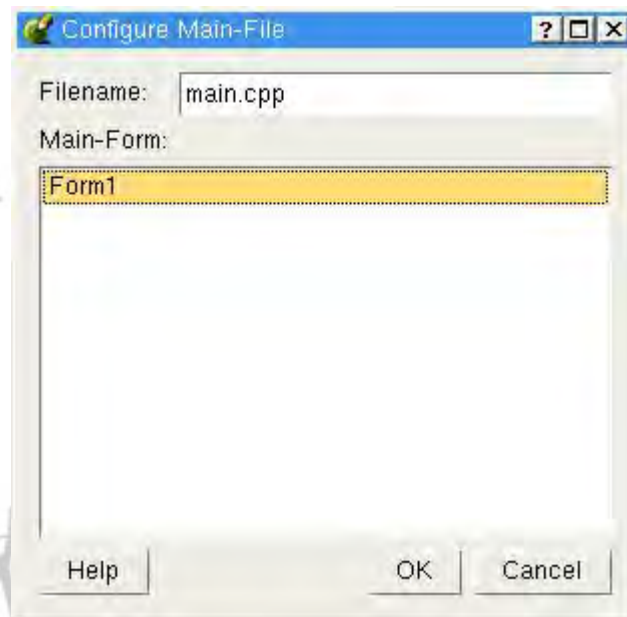 Configure Main-File
Filename: main.cpp
Main-Form:
Form1
Help OK Cancel